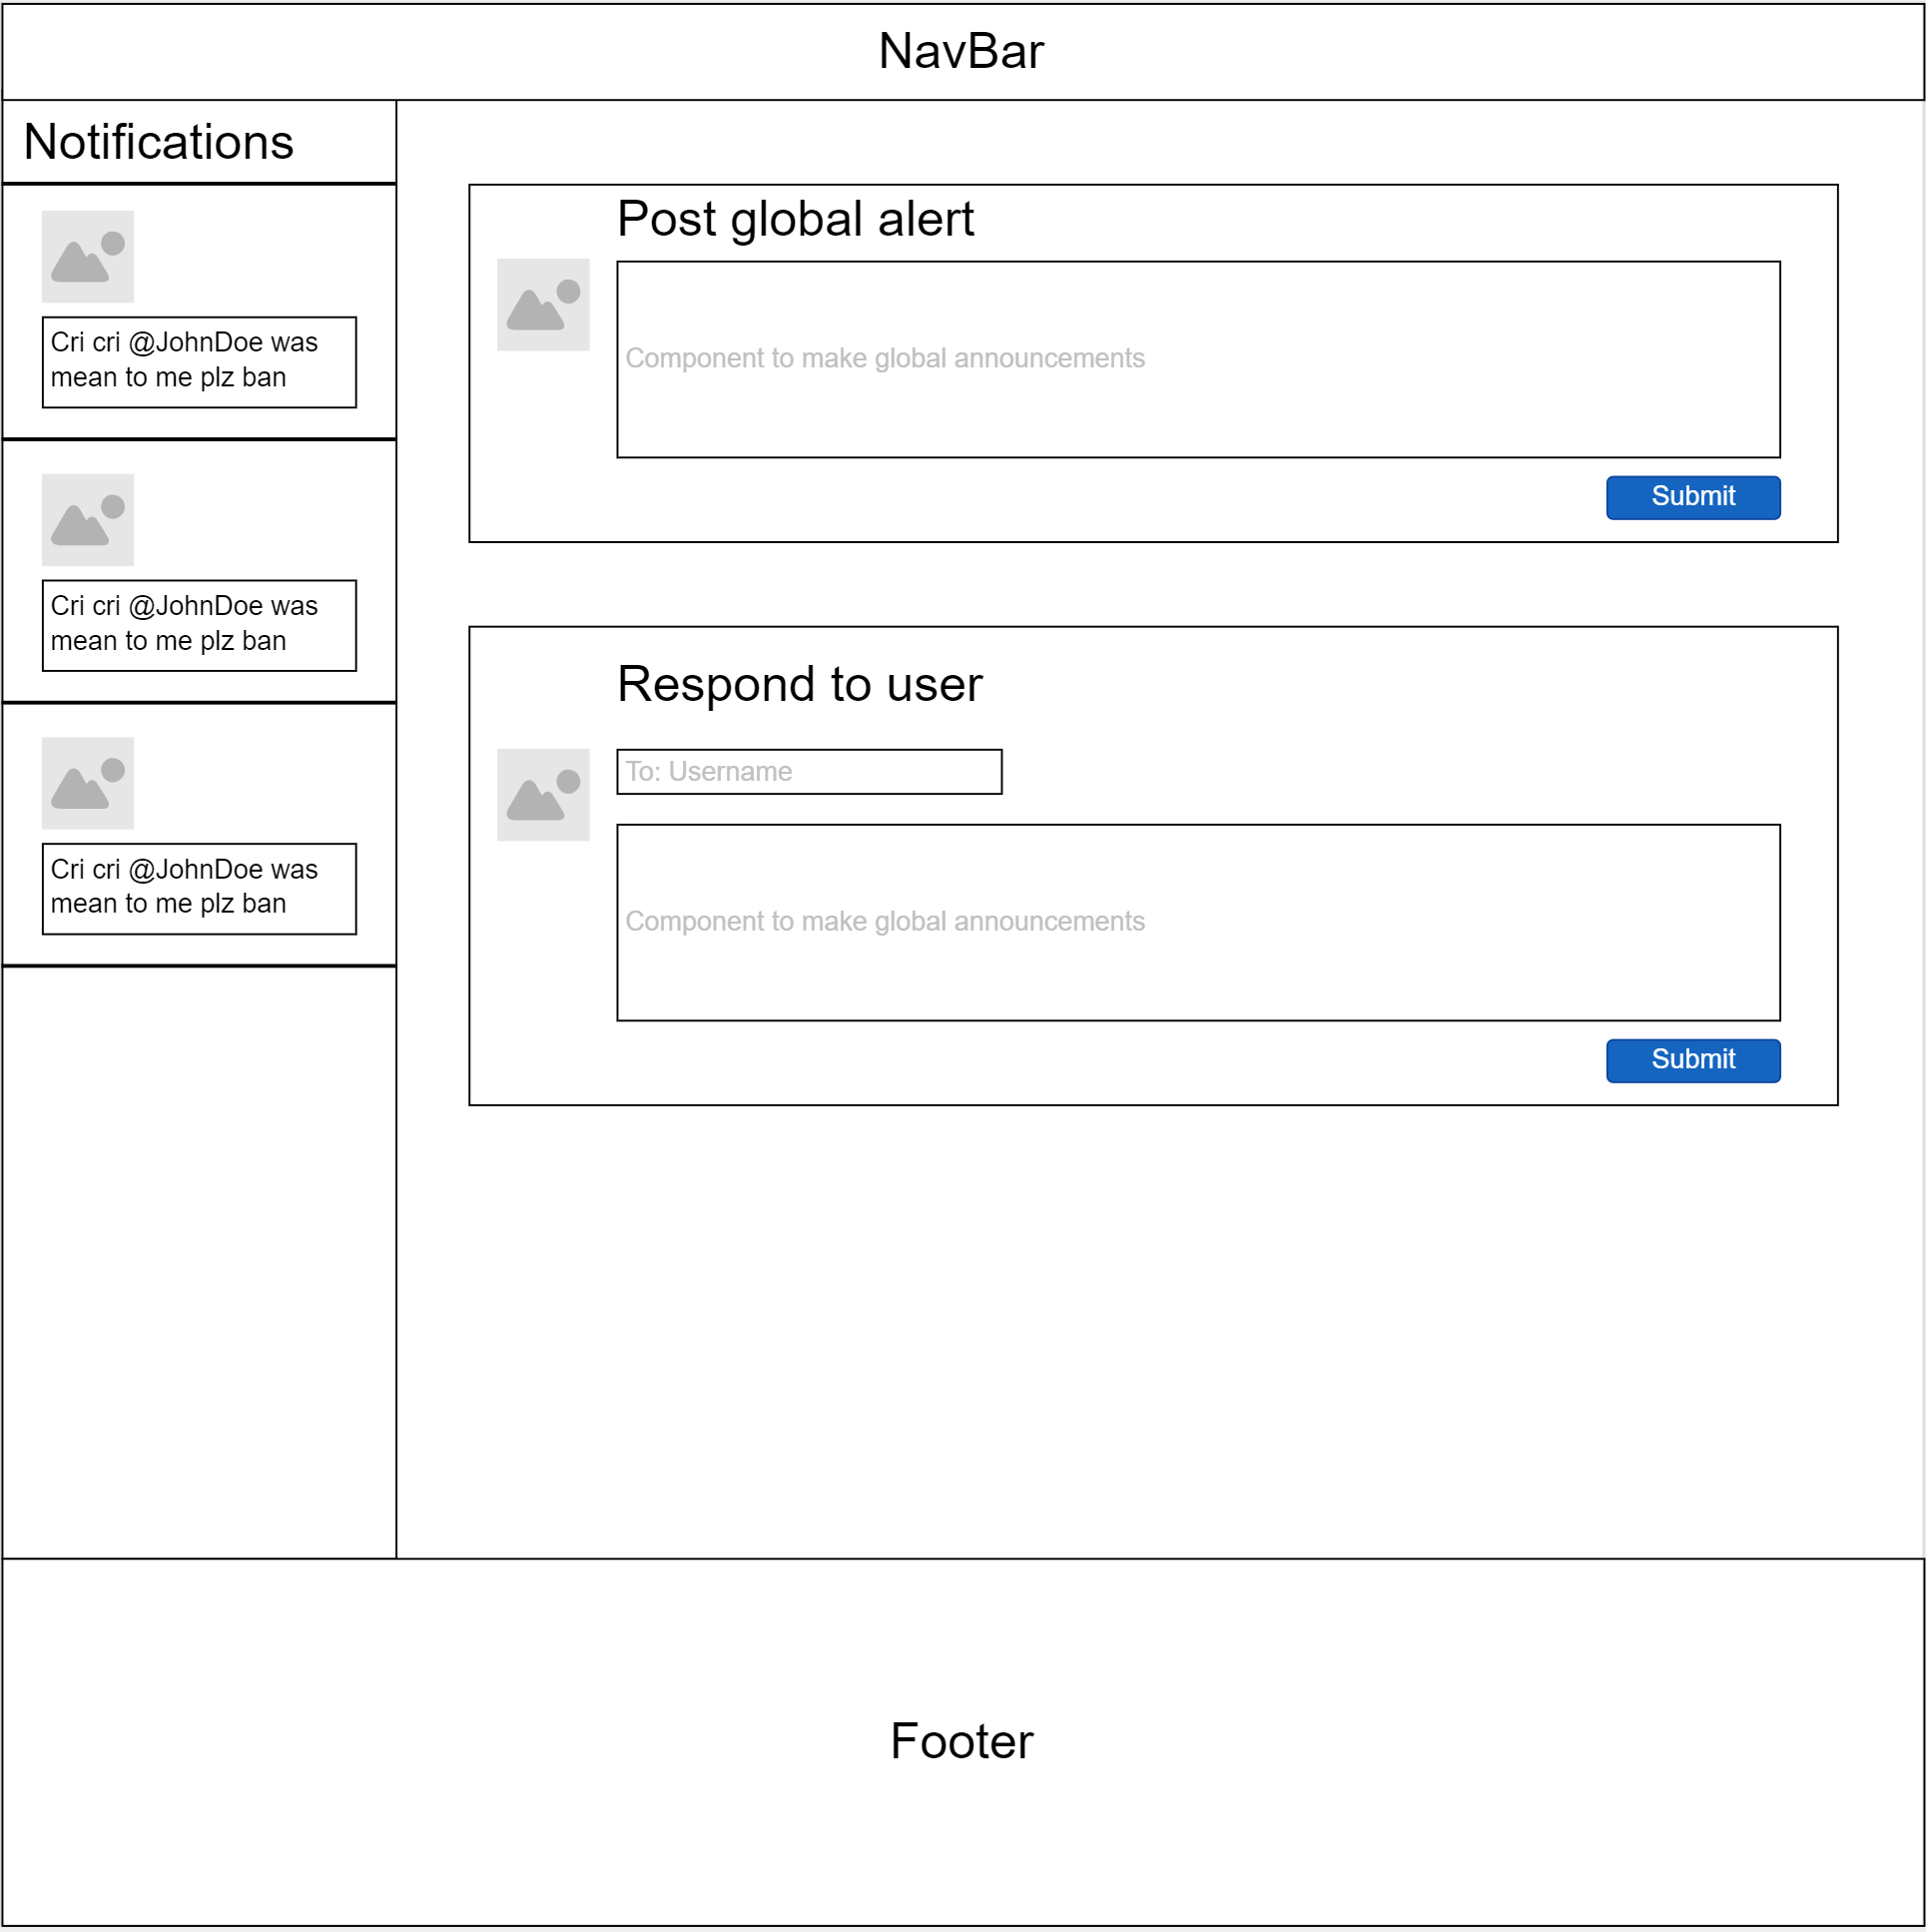 NavBar
Notifications
Cri cri @JohnDoe was
mean to me plz ban
Cri cri @JohnDoe was
mean to me plz ban
Cri cri @JohnDoe was
mean to me plz ban
Post global alert
Component to make global announcements
Submit
Respond to user
To: Username
Component to make global announcements
Submit
Footer